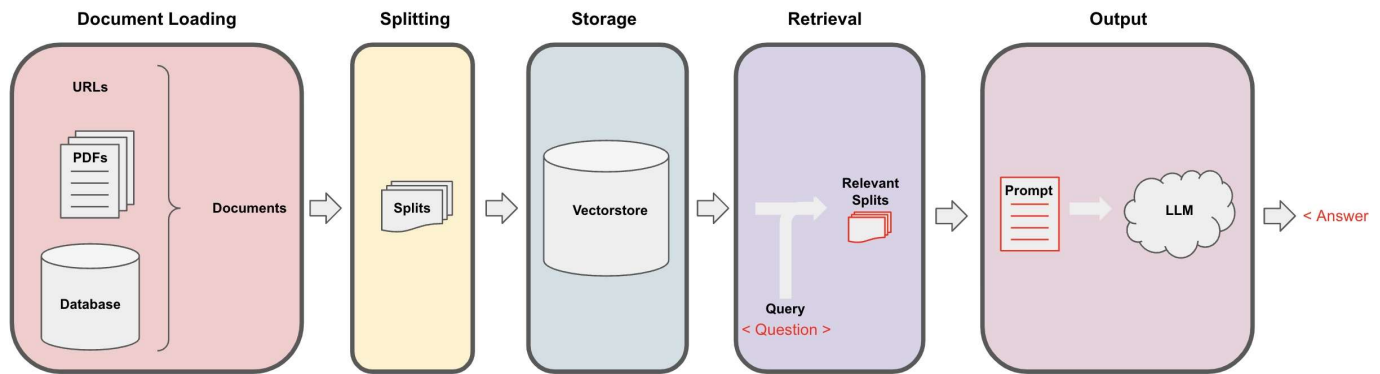 Document Loading
Splitting
Storage
Retrieval
Output
URLs
PDFs
Documents
Database
Splits
Vectorstore
Relevant
Splits
Query
< Question >
Prompt
LLM
< Answer